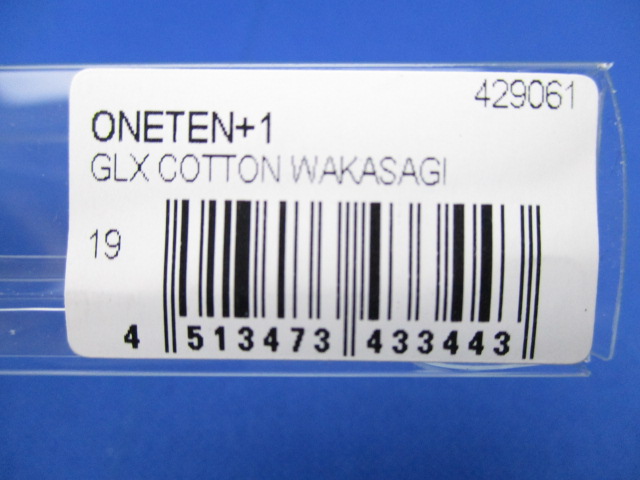 429061
ONETEN+1
GLX COTTON WAKASAGI
19
4 513473 433443